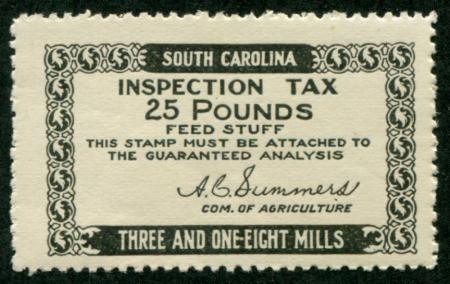 SOUTH CAROLINA
INSPECTION TAX
25 POUNDS
FEED STUFF
THIS STAMP MUST BE ATTACHED TO
THE GUARANTEED ANALYSIS
A.C. Summers
COM. OF AGRICULTURE
THREE AND ONE-EIGHT MILLS